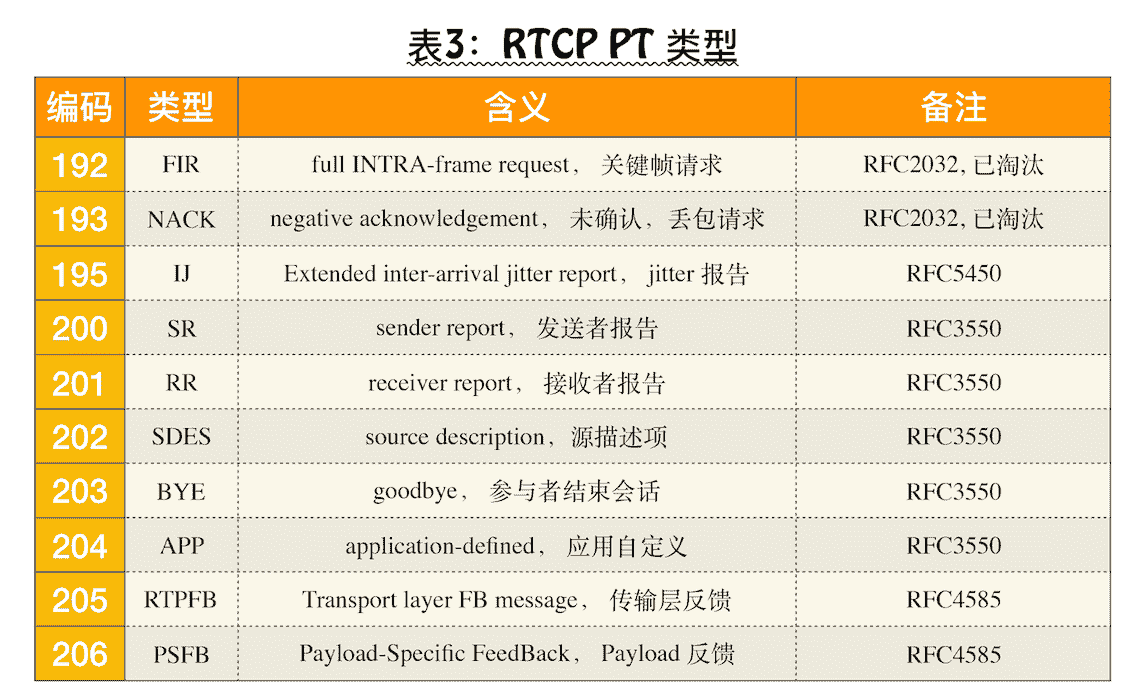 表3：RTCP PT 类型
编码 类型 含义 备注
192 FIR full INTRA-frame request， 关键帧请求 RFC2032, 已淘汰
193 NACK negative acknowledgement， 未确认，丢包请求 RFC2032, 已淘汰
195 IJ Extended inter-arrival jitter report， jitter 报告 RFC5450
200 SR sender report， 发送者报告 RFC3550
201 RR receiver report， 接收者报告 RFC3550
202 SDES source description，源描述项 RFC3550
203 BYE goodbye， 参与者结束会话 RFC3550
204 APP application-defined， 应用自定义 RFC3550
205 RTPFB Transport layer FB message， 传输层反馈 RFC4585
206 PSFB Payload-Specific FeedBack， Payload 反馈 RFC4585